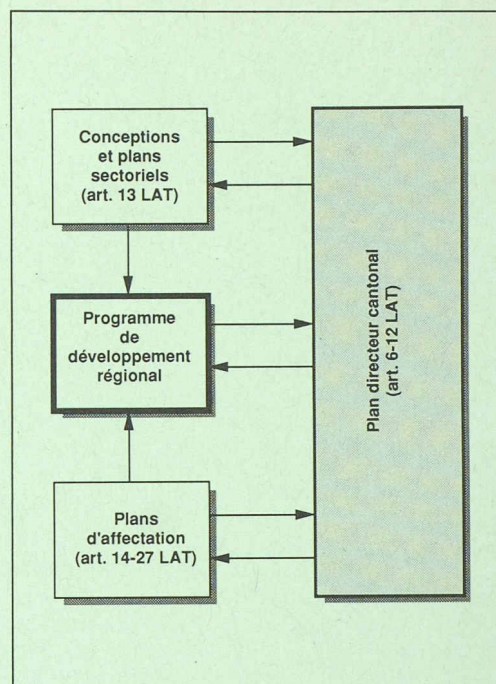 Conceptions
et plans
sectoriels
(art. 13 LAT)
Programme
de
développement
régional
Plans
d'affectation
(art. 14-27 LAT)
Plan directeur cantonal
(art. 6-12 LAT)